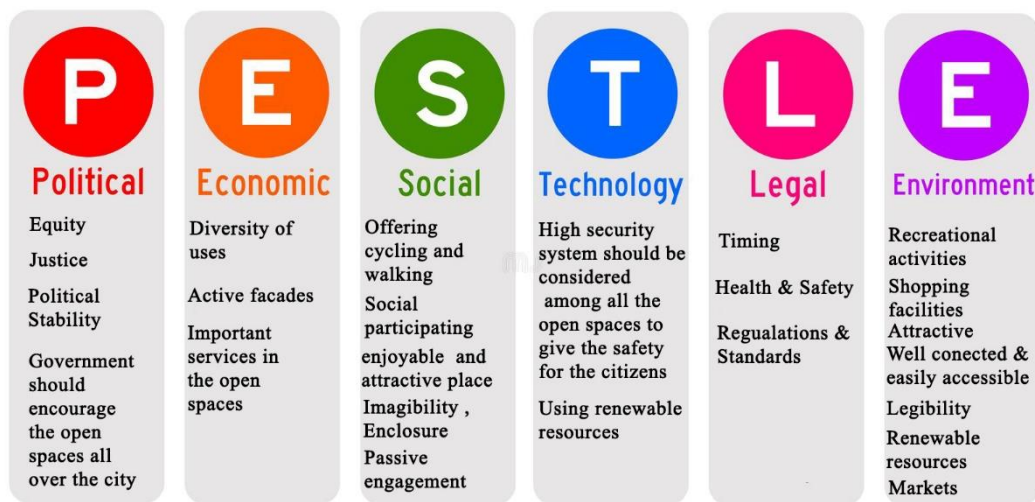 P
Political
Equity
Justice
Political
Stability
Government
should
encourage
the open
spaces all
over the city
E
Economic
Diversity of
uses
Active facades
Important
services in
the open
spaces
S
Social
Offering
cycling and
walking
Social
participating
enjoyable and
attractive place
Imagibility ,
Enclosure
Passive
engagement
T
Technology
High security
system should be
considered
among all the
open spaces to
give the safety
for the citizens
Using renewable
resources
L
Legal
Timing
Health & Safety
Regualations &
Standards
E
Environment
Recreational
activities
Shopping
facilities
Attractive
Well conected &
easily accessible
Legibility
Renewable
resources
Markets